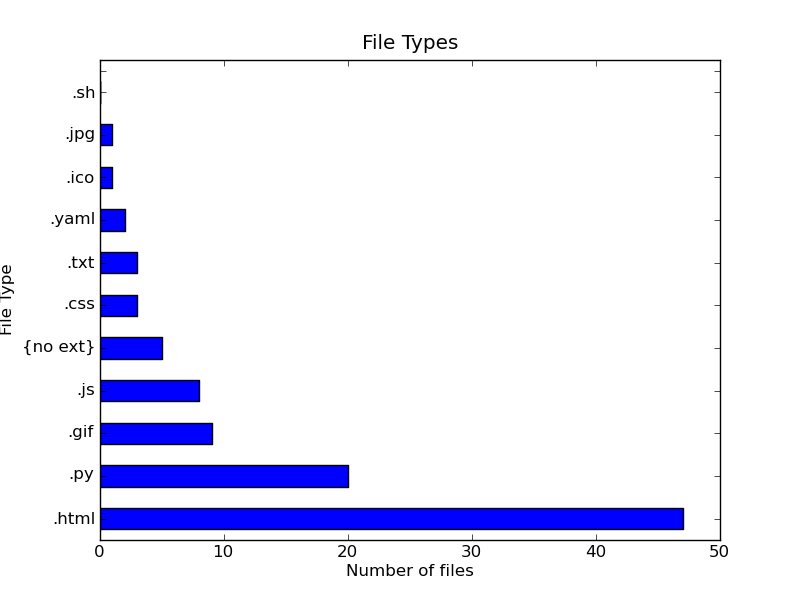 File Types
.sh
.jpg
.ico
.yaml
.txt
.css
{no ext}
.js
.gif
.py
.html
File Type
0 10 20 30 40 50
Number of files